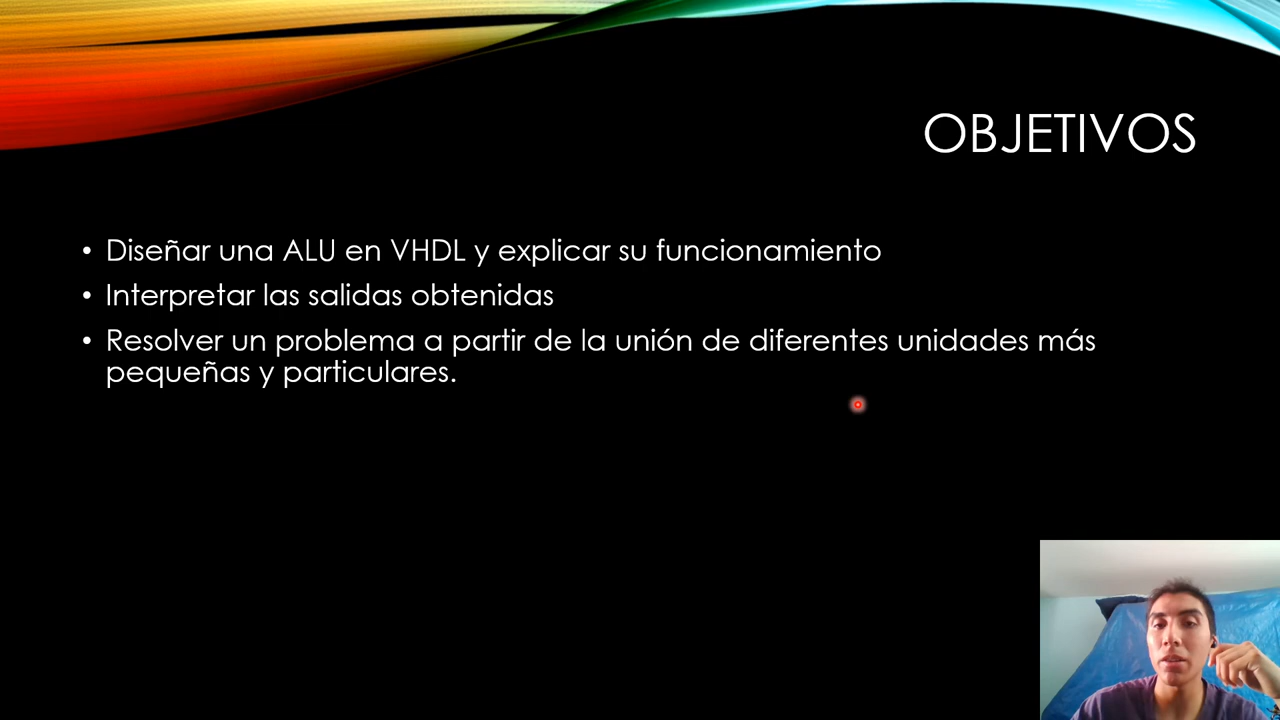 OBJETIVOS
• Diseñar una ALU en VHDL y explicar su funcionamiento
• Interpretar las salidas obtenidas
• Resolver un problema a partir de la unión de diferentes unidades más
pequeñas y particulares.